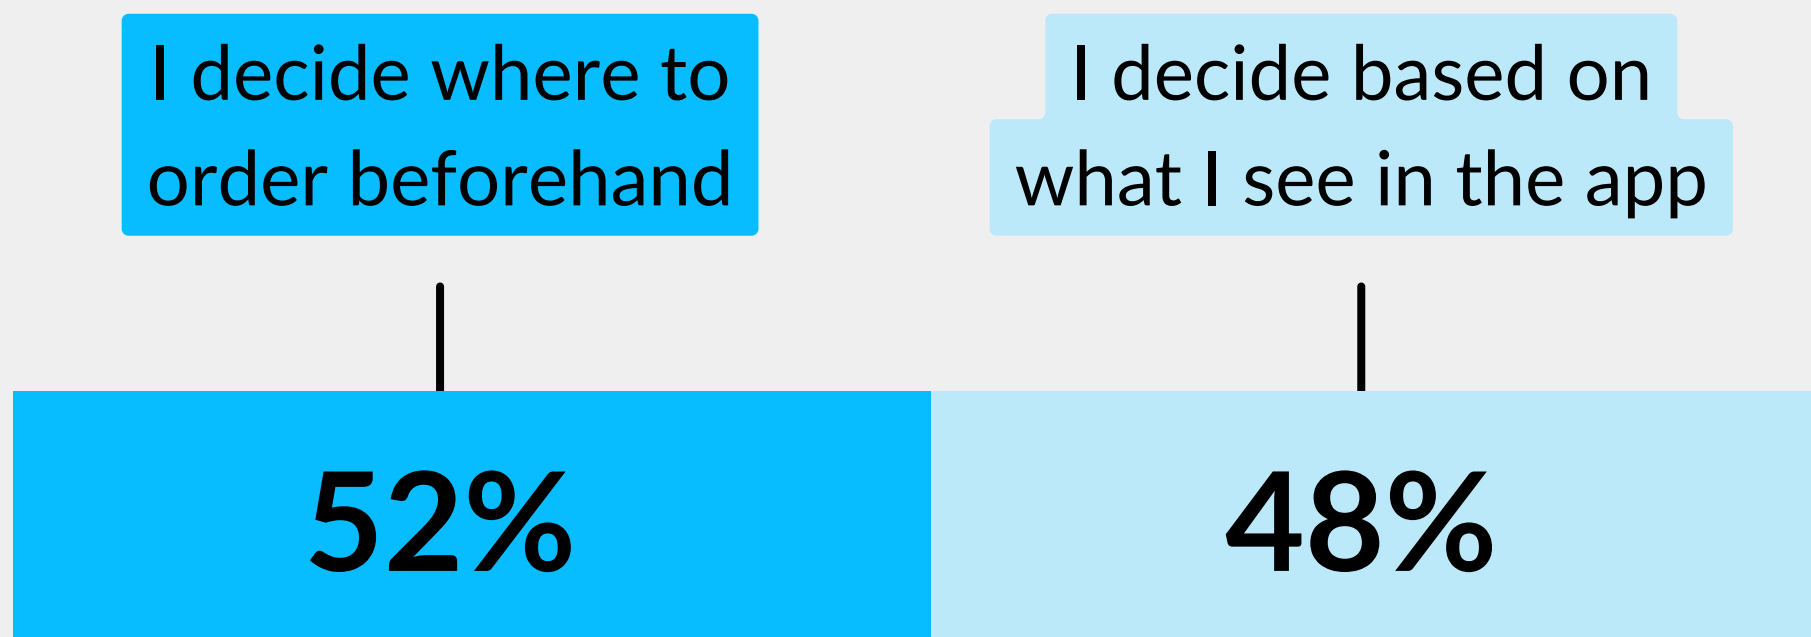 I decide where to
order beforehand
I decide based on
what I see in the app
52%
48%